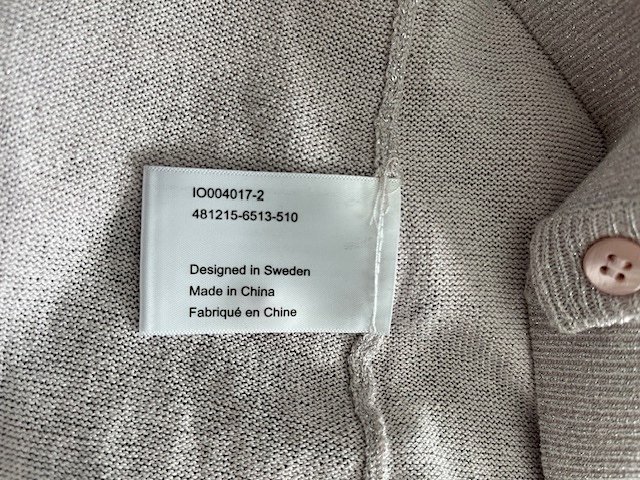 IO004017-2
481215-6513-510
Designed in Sweden
Made in China
Fabriqué en Chine